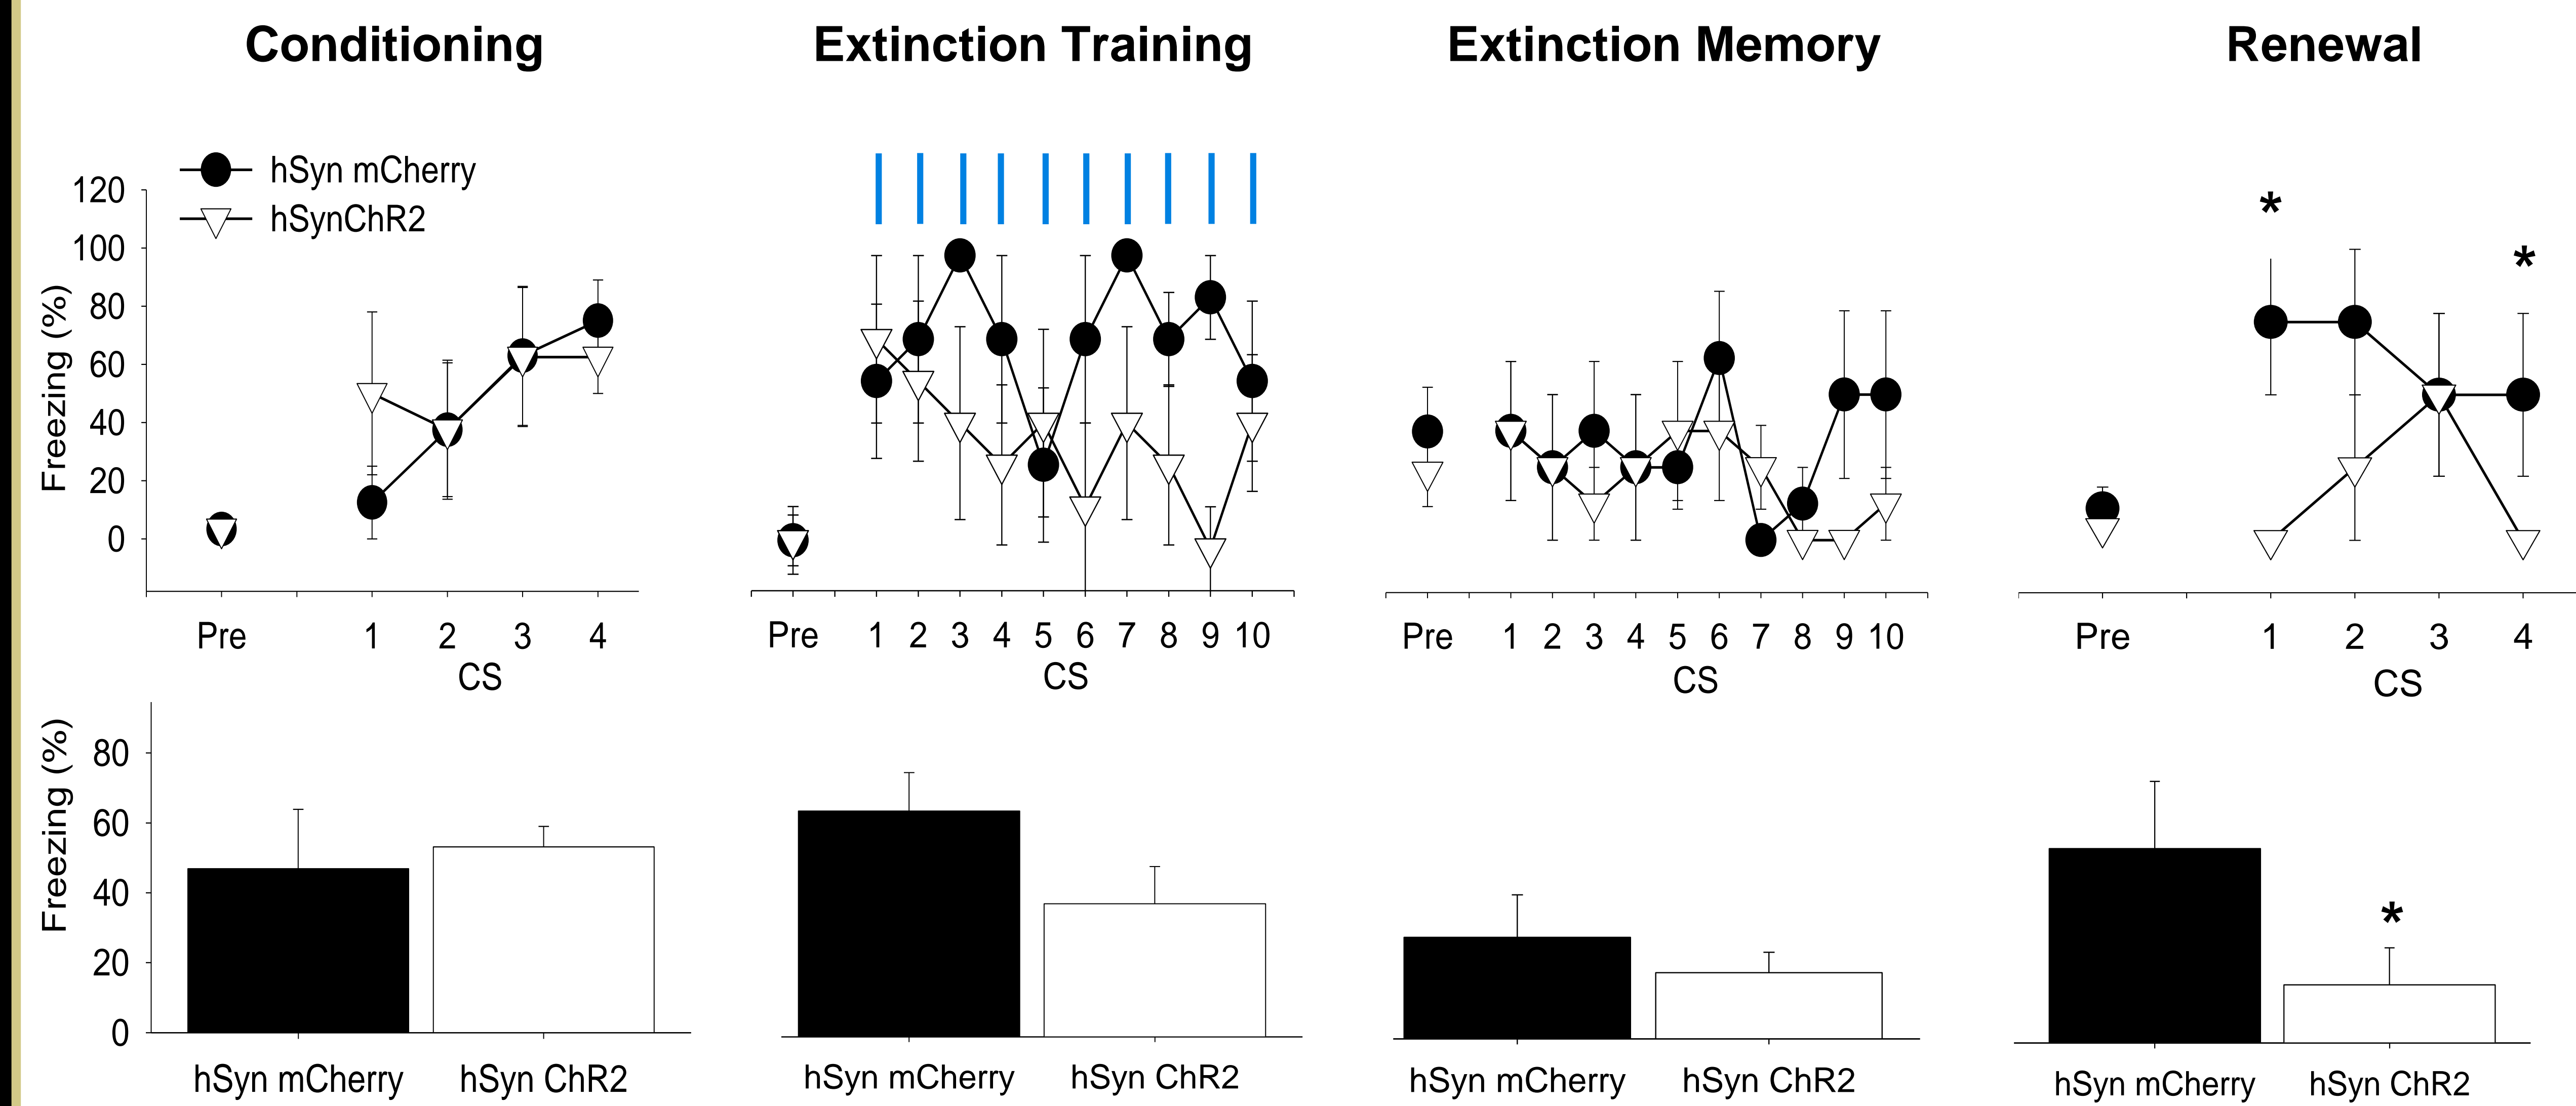 Conditioning
Extinction Training
Extinction Memory
Renewal
hSyn mCherry
hSynChR2
*
*
Freezing (%)
120
100
80
60
40
20
0
Pre 1 2 3 4
CS
Pre 1 2 3 4 5 6 7 8 9 10
CS
Pre 1 2 3 4 5 6 7 8 9 10
CS
Pre 1 2 3 4
CS
Freezing (%)
80
60
40
20
0
*
hSyn mCherry hSyn ChR2
hSyn mCherry hSyn ChR2
hSyn mCherry hSyn ChR2
hSyn mCherry hSyn ChR2